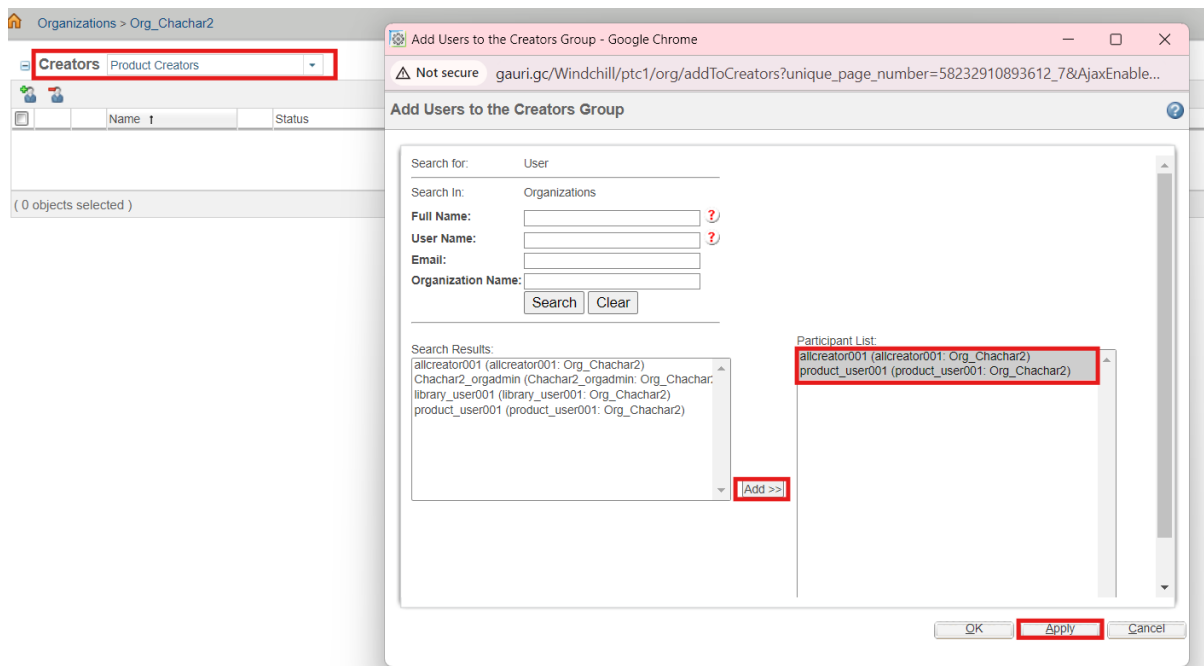 Organizations > Org_Chachar2
Creators Product Creators
Name ↑ Status
( 0 objects selected )
Add Users to the Creators Group - Google Chrome
Not secure gauri.gc/Windchill/ptc1/org/addToCreators?unique_page_number=58232910893612_7&AjaxEnable...
Add Users to the Creators Group
Search for: User
Search In: Organizations
Full Name:
User Name:
Email:
Organization Name:
Search Clear
Search Results:
allcreator001 (allcreator001: Org_Chachar2)
Chachar2_orgadmin (Chachar2_orgadmin: Org_Chachar
library_user001 (library_user001: Org_Chachar2)
product_user001 (product_user001: Org_Chachar2)
Add >>
Participant List:
allcreator001 (allcreator001: Org_Chachar2)
product_user001 (product_user001: Org_Chachar2)
OK Apply Cancel